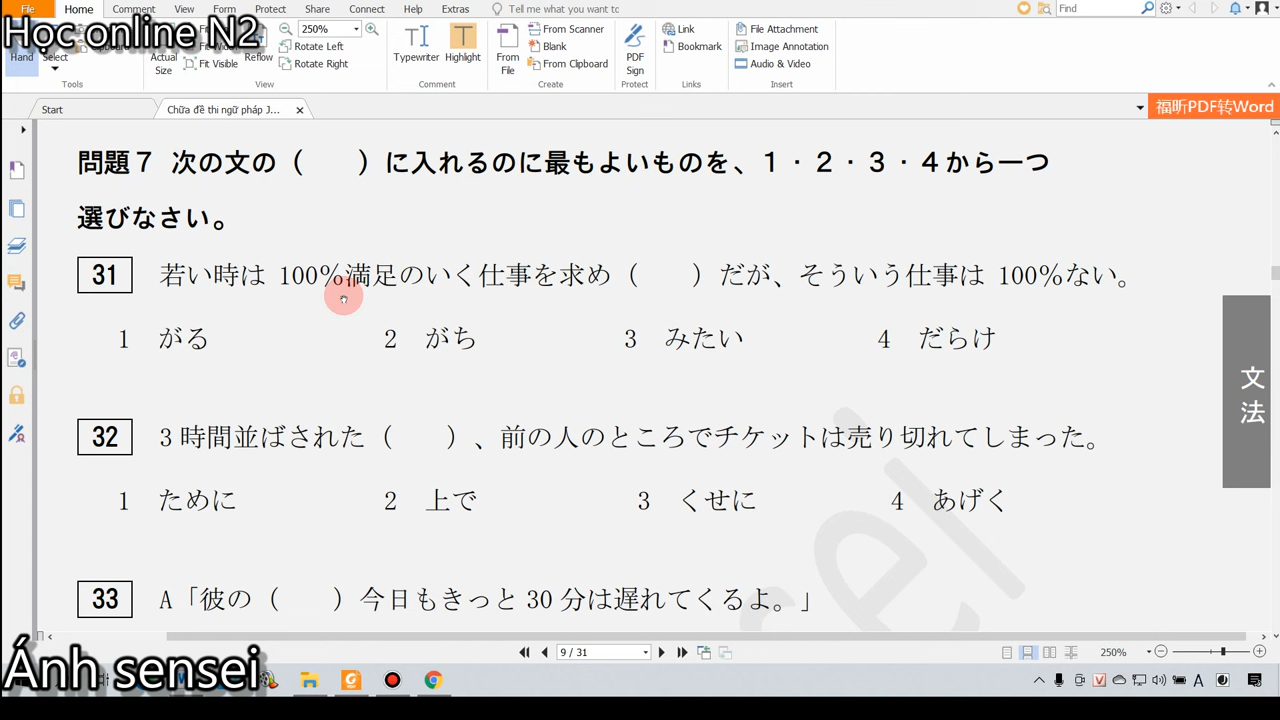 File Home Comment View Form Protect Share Connect Help Extras Tell me what you want to Find
Học online N2
Hand Select Actual Size Fit Visible Reflow 250% Rotate Left Rotate Right Typewriter Highlight From File From Scanner Blank From Clipboard PDF Sign Link Bookmark File Attachment Image Annotation Audio & Video
Tools View Comment Create Protect Links Insert
Start Chữa đề thi ngữ pháp J... 福昕PDF转Word
問題7 次の文の( )に入れるのに最もよいものを、1・2・3・4から一つ
選びなさい。
31 若い時は 100%満足のいく仕事を求め( )だが、そういう仕事は 100%ない。
1 がる 2 がち 3 みたい 4 だらけ
文法
32 3時間並ばされた( )、前の人のところでチケットは売り切れてしまった。
1 ために 2 上で 3 くせに 4 あげく
33 A「彼の( )今日もきっと30分は遅れてくるよ。」
9 / 31 250%
Ánh sensei